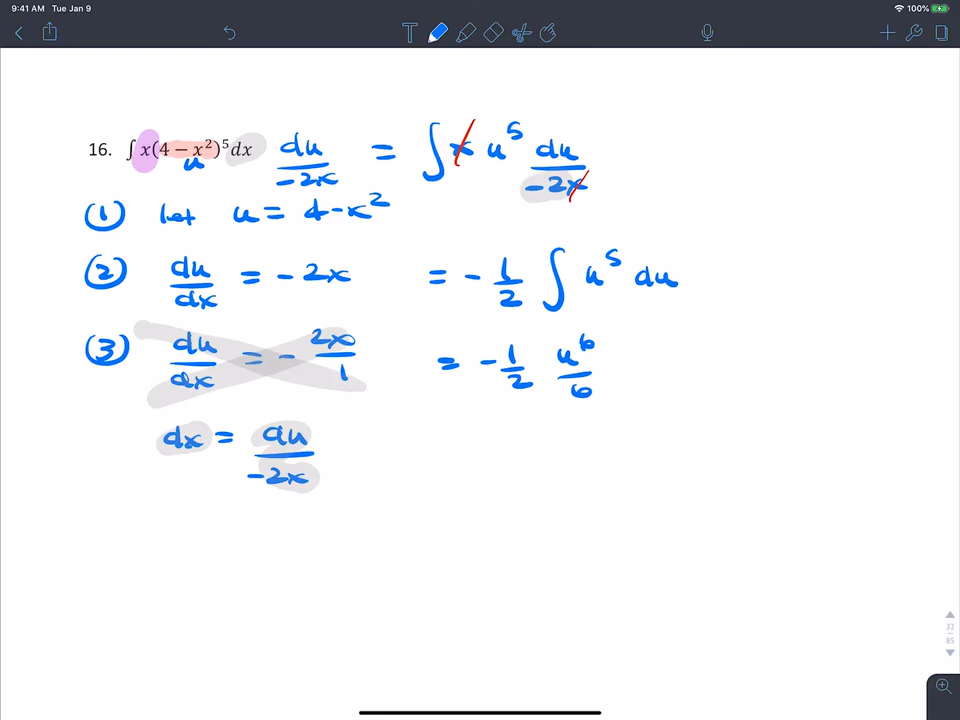 9:41 AM Tue Jan 9
100%
T
16. ∫ x(4 − x²)⁵dx
u
du/-2x = ∫ x u⁵ du/-2x
(1) let u = 4-x²
(2) du/dx = -2x
= -1/2 ∫ u⁵ du
(3) du/dx = - 2x/1
= -1/2 u⁶/6
dx = du/-2x
32
85